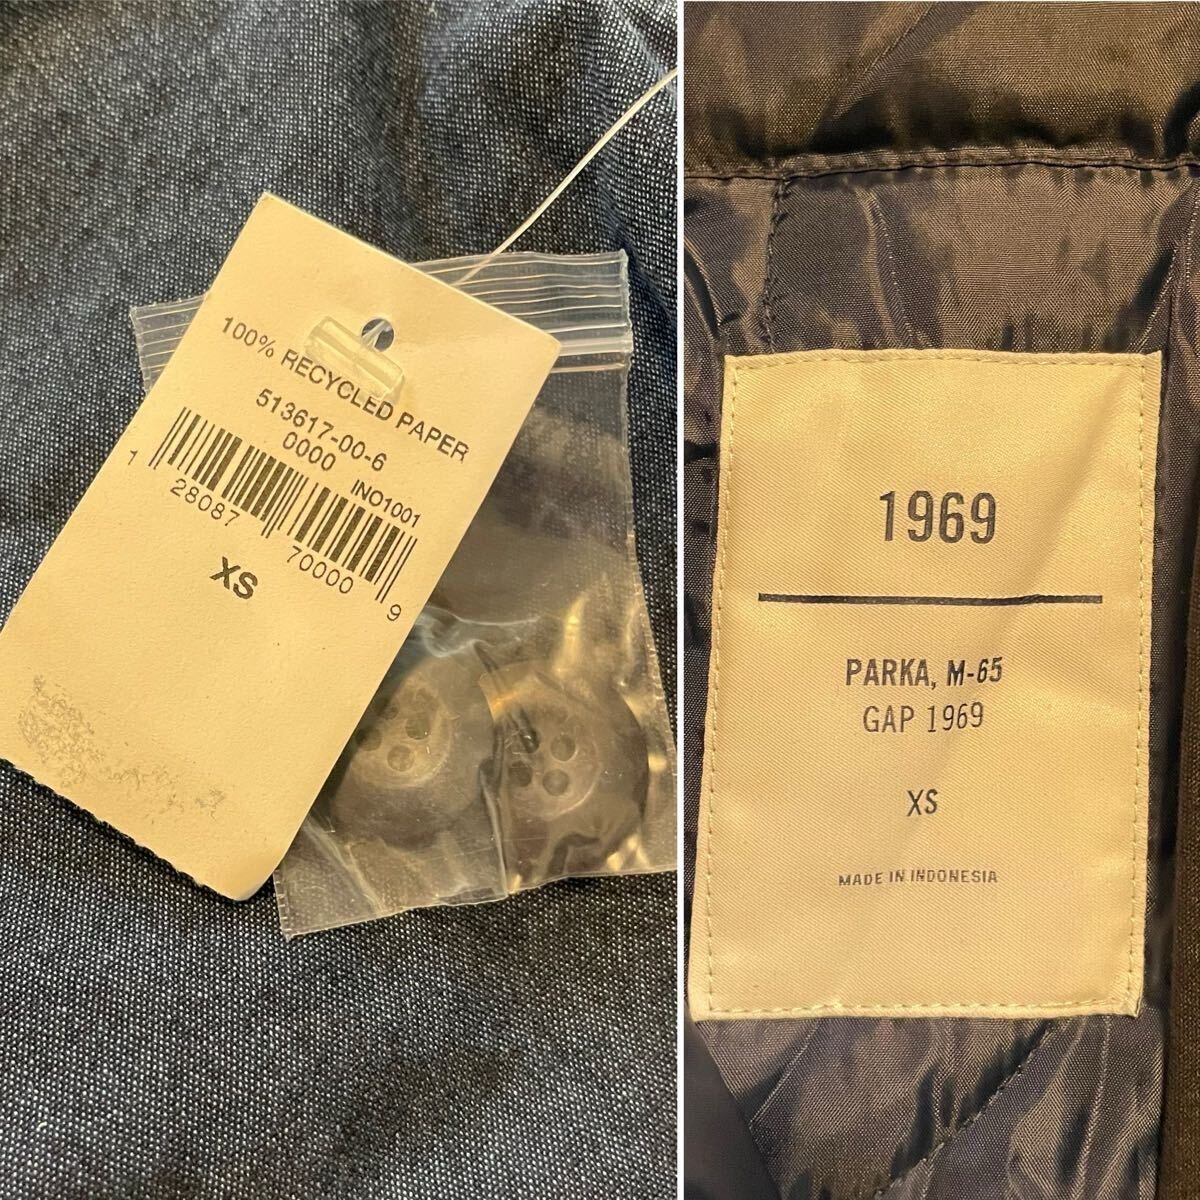 100% RECYCLED PAPER
513617-00-6
0000
INO1001
1 28087 70000 9
XS
1969
PARKA, M-65
GAP 1969
XS
MADE IN INDONESIA